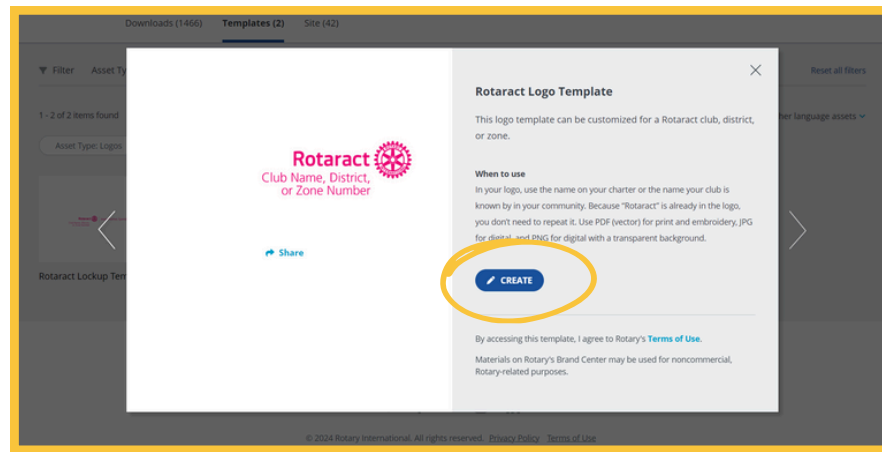 Downloads (1466) Templates (2) Site (42)
Filter Asset Ty
Reset all filters
1 - 2 of 2 items found
her language assets
Asset Type: Logos
Rotaract Lockup Tem
Rotaract
Club Name, District,
or Zone Number
Share
Rotaract Logo Template
This logo template can be customized for a Rotaract club, district,
or zone.
When to use
In your logo, use the name on your charter or the name your club is
known by in your community. Because "Rotaract" is already in the logo,
you don't need to repeat it. Use PDF (vector) for print and embroidery, JPG
for digital, and PNG for digital with a transparent background.
CREATE
By accessing this template, I agree to Rotary's Terms of Use.
Materials on Rotary's Brand Center may be used for noncommercial,
Rotary-related purposes.
© 2024 Rotary International. All rights reserved. Privacy Policy Terms of Use